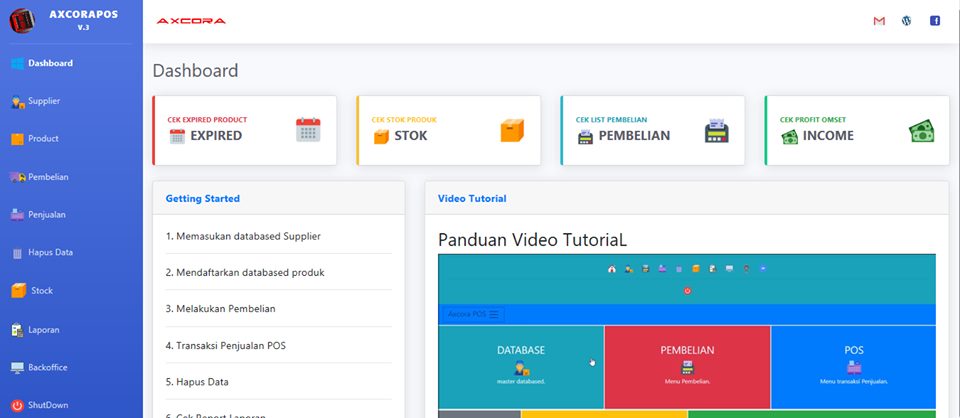 AXCORAPOS
V.3
Dashboard
Supplier
Product
Pembelian
Penjualan
Hapus Data
Stock
Laporan
Backoffice
ShutDown
AXCORA
Dashboard
CEK EXPIRED PRODUCT
EXPIRED
CEK STOK PRODUK
STOK
CEK LIST PEMBELIAN
PEMBELIAN
CEK PROFIT OMSET
INCOME
Getting Started
1. Memasukan databased Supplier
2. Mendaftarkan databased produk
3. Melakukan Pembelian
4. Transaksi Penjualan POS
5. Hapus Data
6. Cek Report Laporan
Video Tutorial
Panduan Video TutoriaL
Axcora POS
DATABASE
master databased.
PEMBELIAN
Menu Pembelian.
POS
Menu transaksi Penjualan.